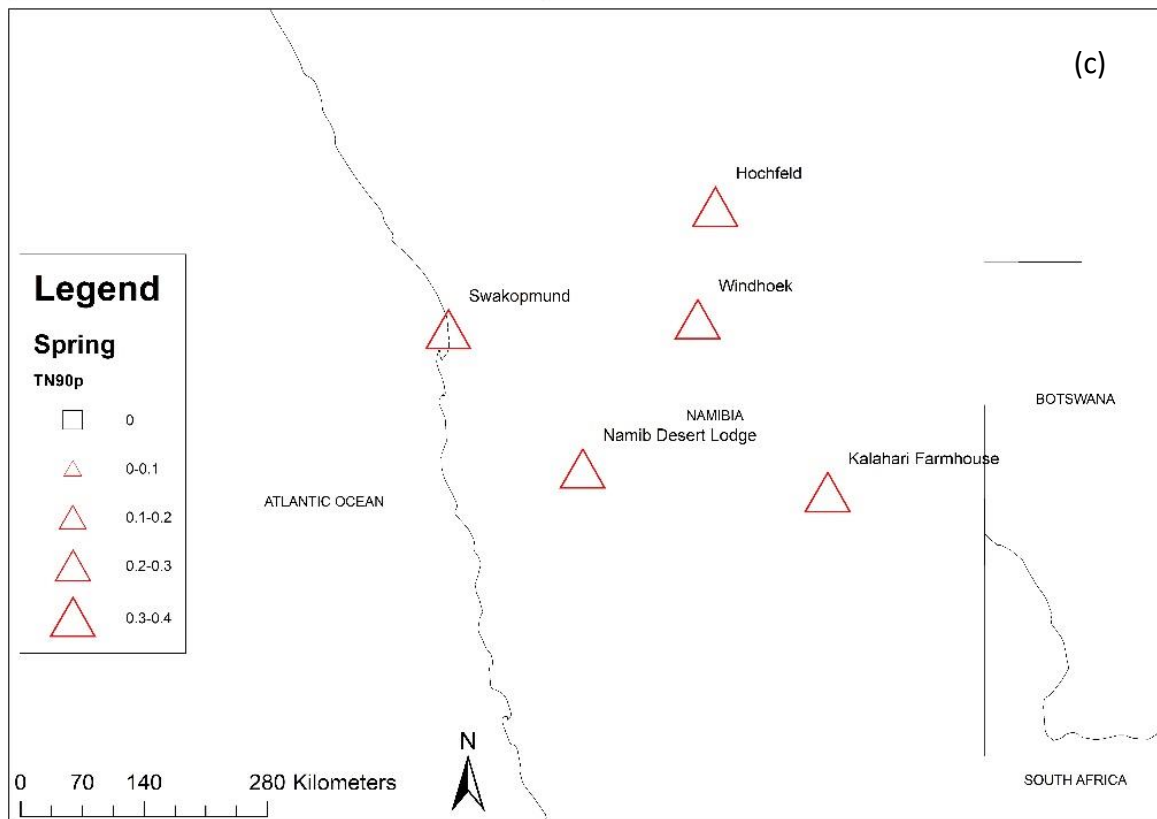 (c)
Hochfeld
Windhoek
Swakopmund
Legend
Spring
TN90p
0
0-0.1
0.1-0.2
0.2-0.3
0.3-0.4
BOTSWANA
NAMIBIA
Namib Desert Lodge
Kalahari Farmhouse
ATLANTIC OCEAN
N
0 70 140 280 Kilometers
SOUTH AFRICA